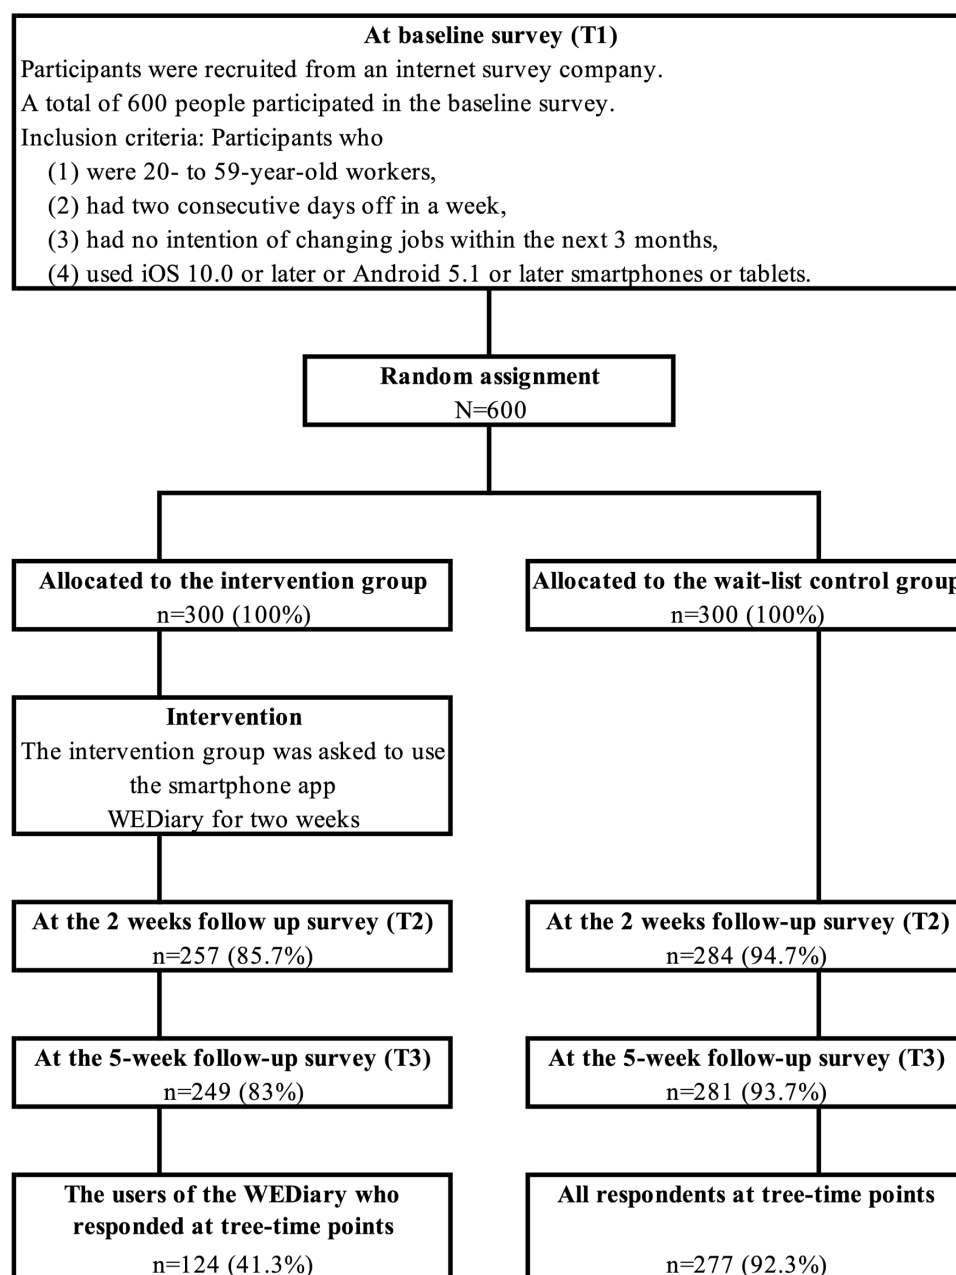 At baseline survey (T1)
Participants were recruited from an internet survey company.
A total of 600 people participated in the baseline survey.
Inclusion criteria: Participants who
(1) were 20- to 59-year-old workers,
(2) had two consecutive days off in a week,
(3) had no intention of changing jobs within the next 3 months,
(4) used iOS 10.0 or later or Android 5.1 or later smartphones or tablets.
Random assignment
N=600
Allocated to the intervention group
n=300 (100%)
Allocated to the wait-list control group
n=300 (100%)
Intervention
The intervention group was asked to use
the smartphone app
WEDiary for two weeks
At the 2 weeks follow up survey (T2)
n=257 (85.7%)
At the 2 weeks follow-up survey (T2)
n=284 (94.7%)
At the 5-week follow-up survey (T3)
n=249 (83%)
At the 5-week follow-up survey (T3)
n=281 (93.7%)
The users of the WEDiary who
responded at tree-time points
n=124 (41.3%)
All respondents at tree-time points
n=277 (92.3%)